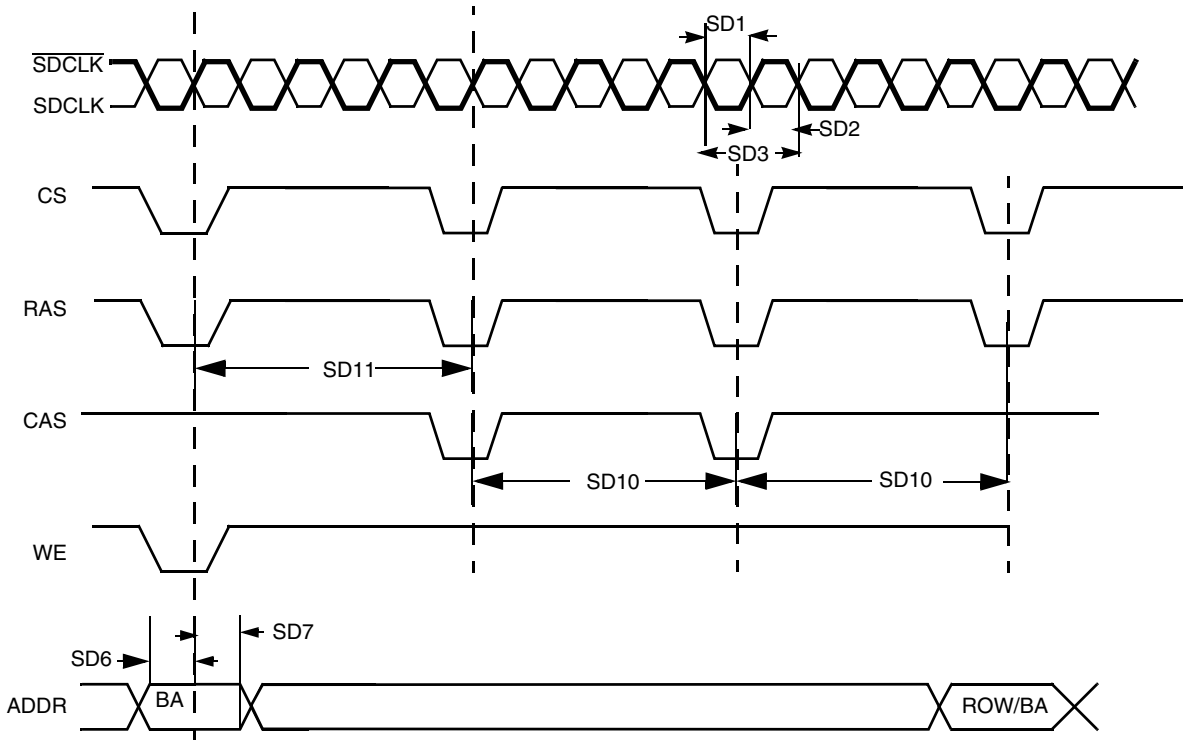 SD1
SDCLK
SDCLK
SD2
SD3
CS
RAS
SD11
CAS
SD10
SD10
WE
SD7
SD6
BA
ADDR
ROW/BA